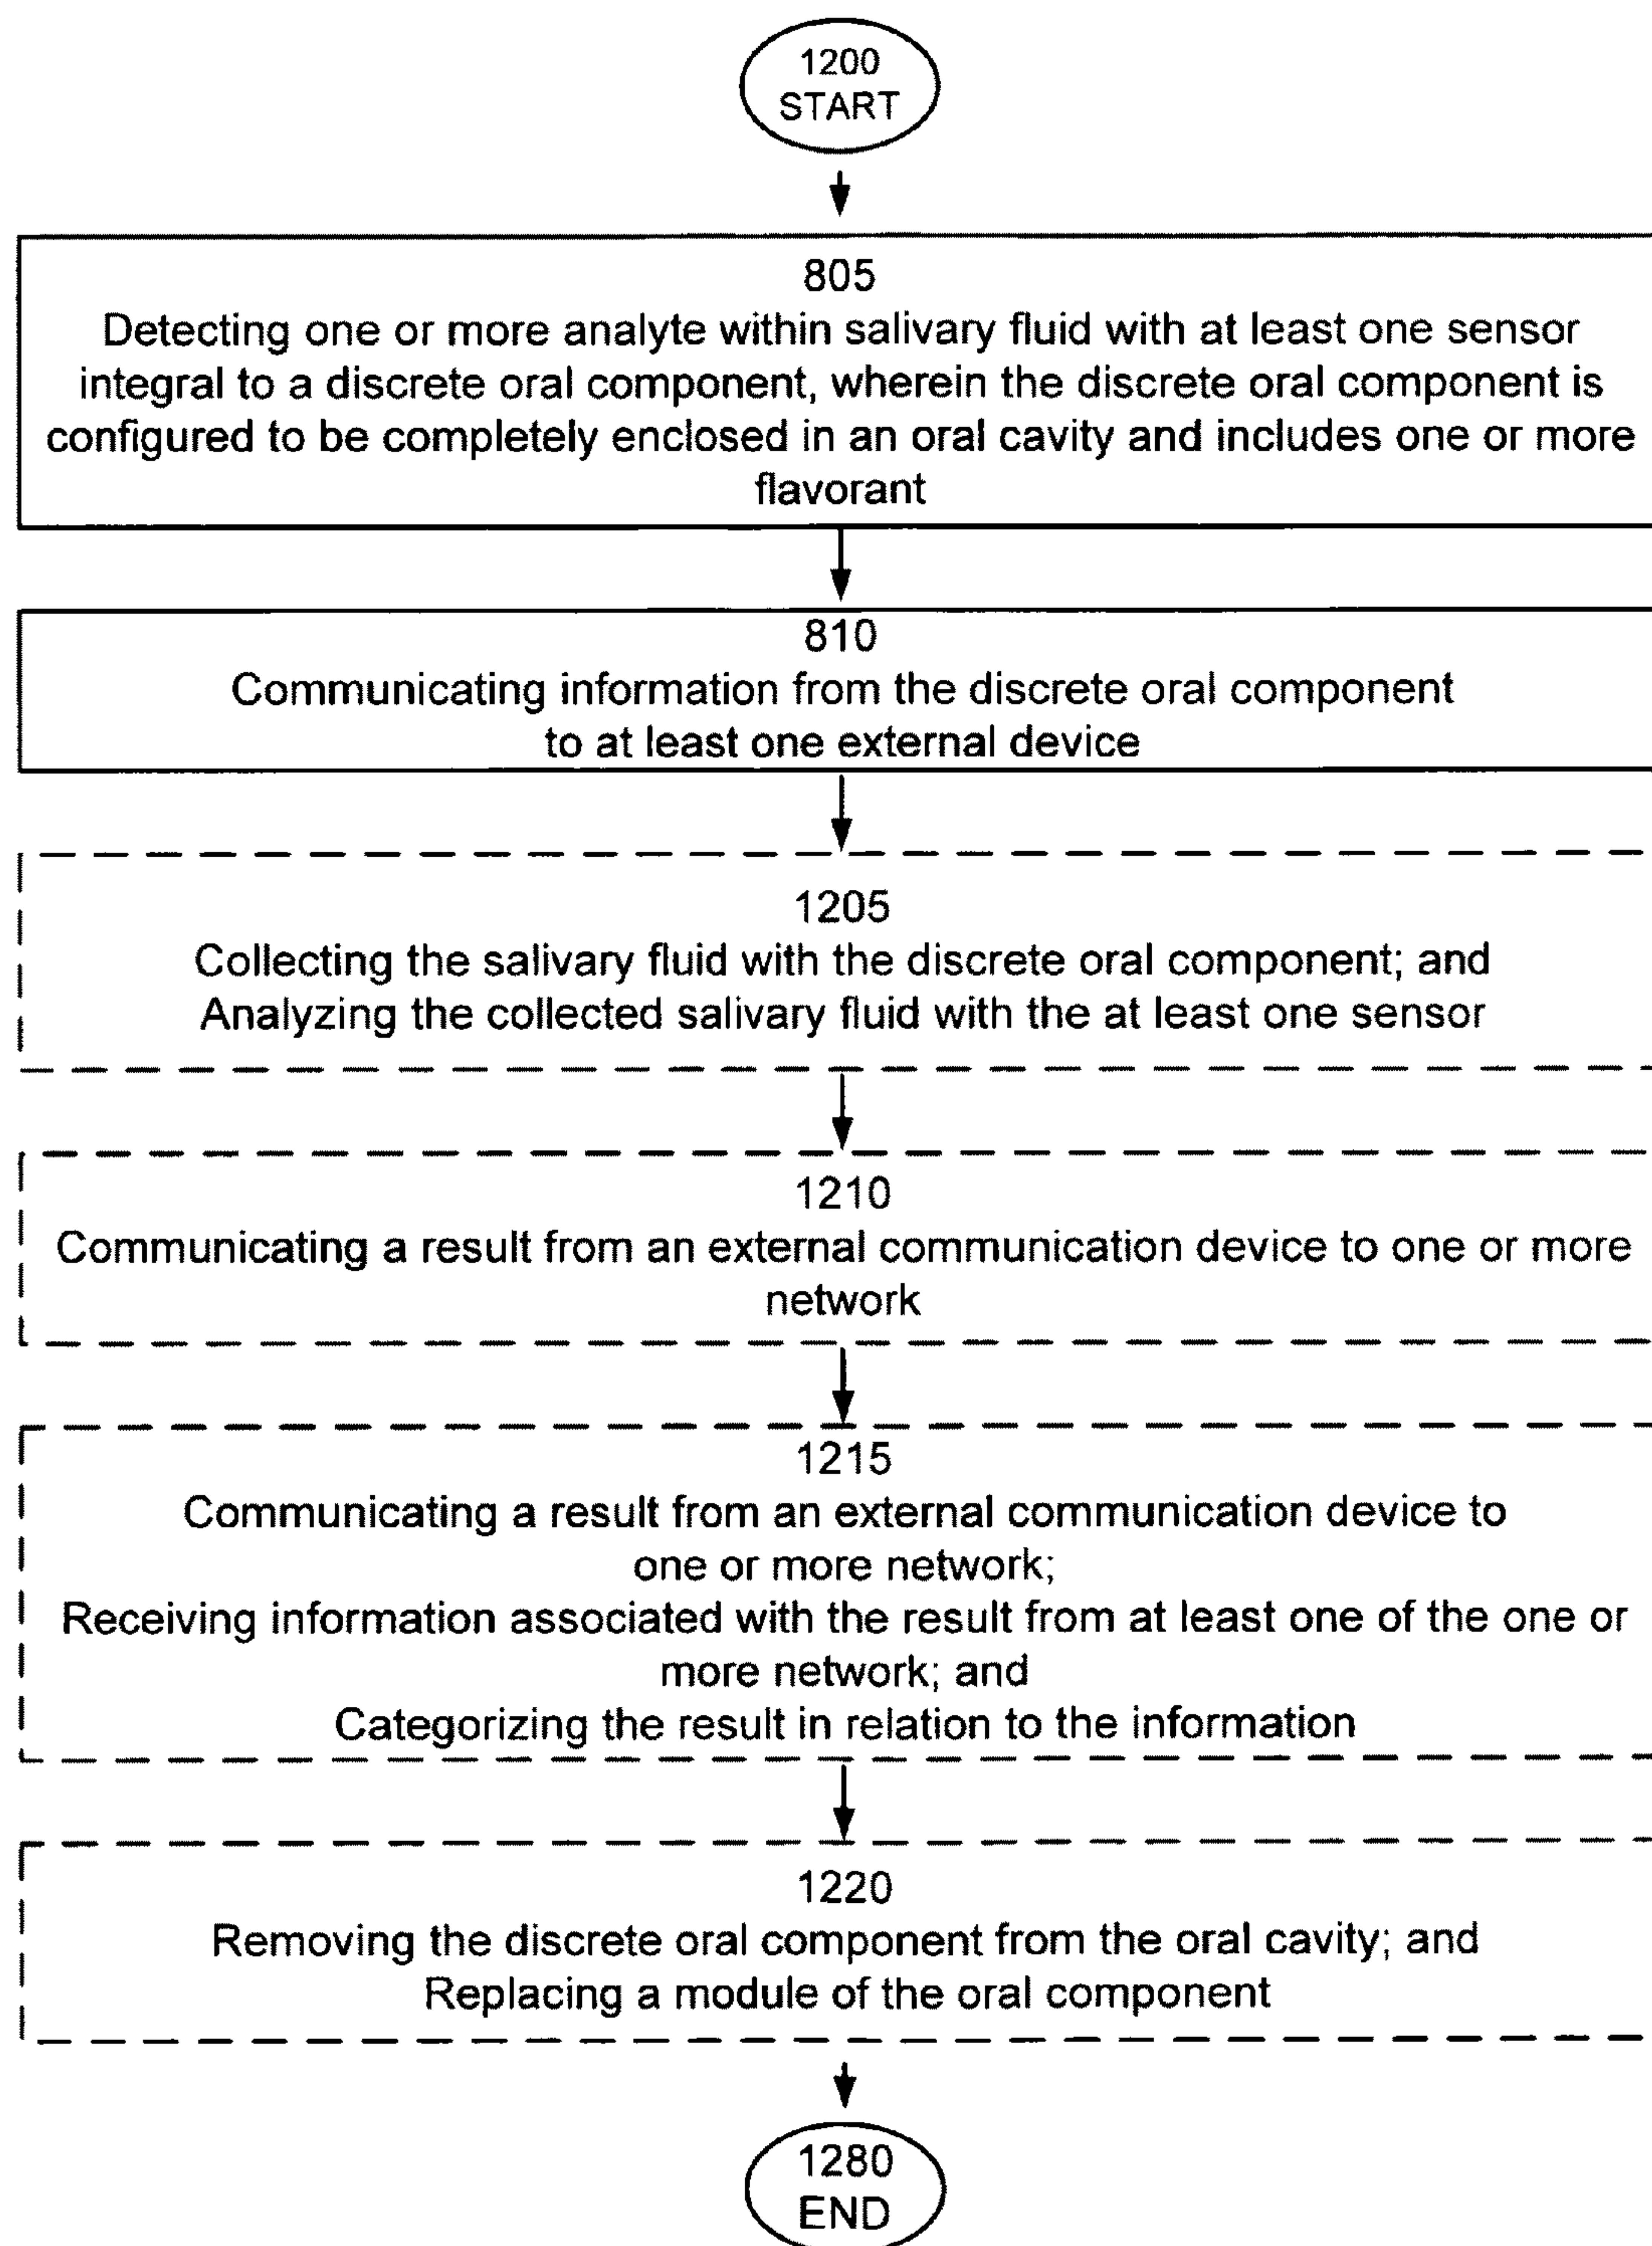 1200
START
805
Detecting one or more analyte within salivary fluid with at least one sensor
integral to a discrete oral component, wherein the discrete oral component is
configured to be completely enclosed in an oral cavity and includes one or more
flavorant
810
Communicating information from the discrete oral component
to at least one external device
1205
Collecting the salivary fluid with the discrete oral component; and
Analyzing the collected salivary fluid with the at least one sensor
1210
Communicating a result from an external communication device to one or more
network
1215
Communicating a result from an external communication device to
one or more network;
Receiving information associated with the result from at least one of the one or
more network; and
Categorizing the result in relation to the information
1220
Removing the discrete oral component from the oral cavity; and
Replacing a module of the oral component
1280
END